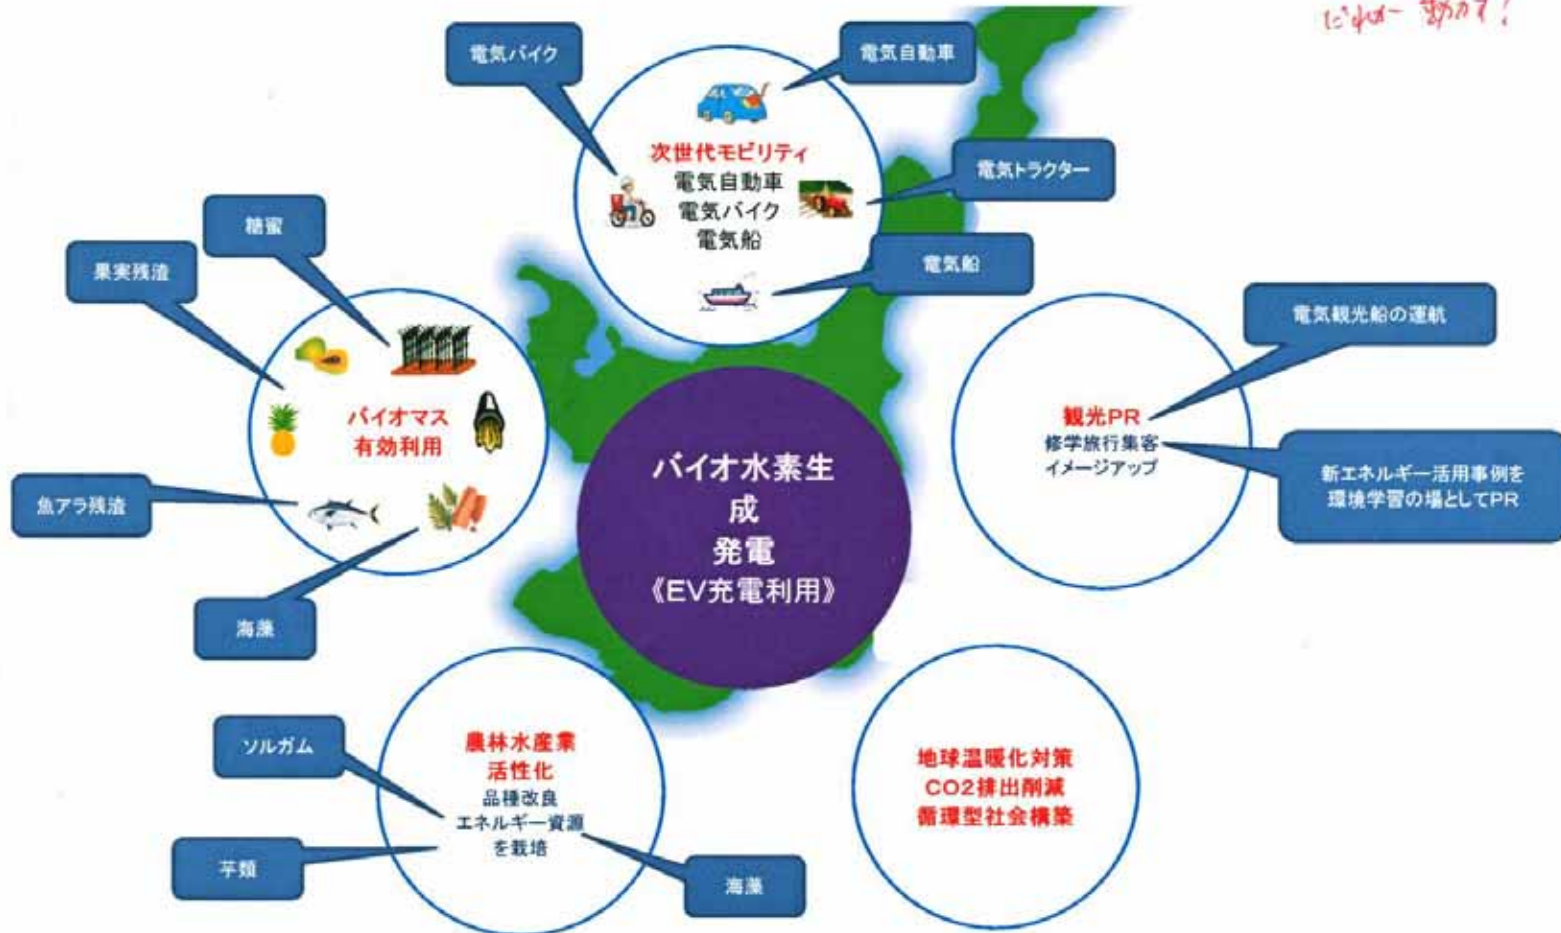 電気バイク
電気自動車
次世代モビリティ
電気自動車
電気バイク
電気船
電気トラクター
電気船
糖蜜
果実残渣
バイオマス
有効利用
魚アラ残渣
海藻
バイオ水素生
成
発電
《EV充電利用》
電気観光船の運航
観光PR
修学旅行集客
イメージアップ
新エネルギー活用事例を
環境学習の場としてPR
ソルガム
農林水産業
活性化
品種改良
エネルギー資源
を栽培
芋類
海藻
地球温暖化対策
CO2排出削減
循環型社会構築